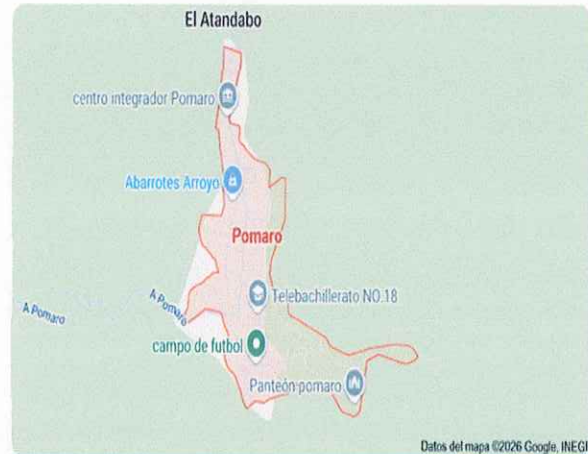 El Atandabo
centro integrador Pomaro
Abarrotes Arroyo
Pomaro
Telebachillerato NO.18
A Pomaro
A Pomaro
campo de futbol
Panteón pomaro
Datos del mapa ©2026 Google, INEGI